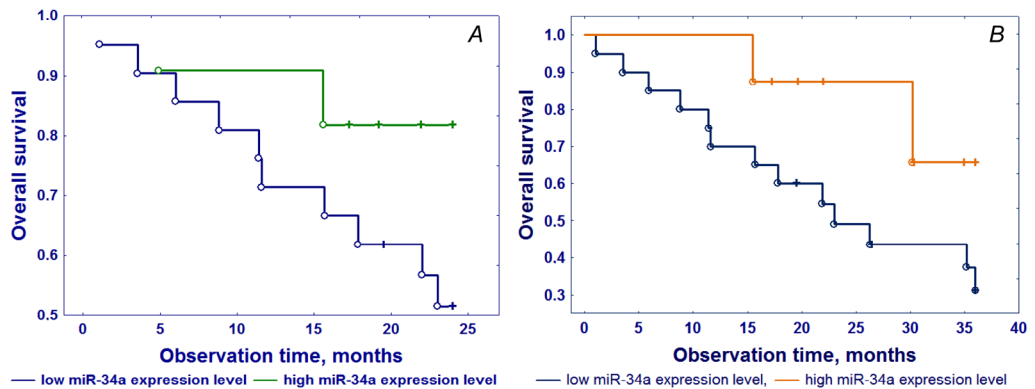 A
1.0
0.9
0.8
0.7
0.6
0.5
Overall survival
0 5 10 15 20 25
Observation time, months
low miR-34a expression level high miR-34a expression level
B
1.0
0.9
0.8
0.7
0.6
0.5
0.4
0.3
Overall survival
0 5 10 15 20 25 30 35 40
Observation time, months
low miR-34a expression level, high miR-34a expression level